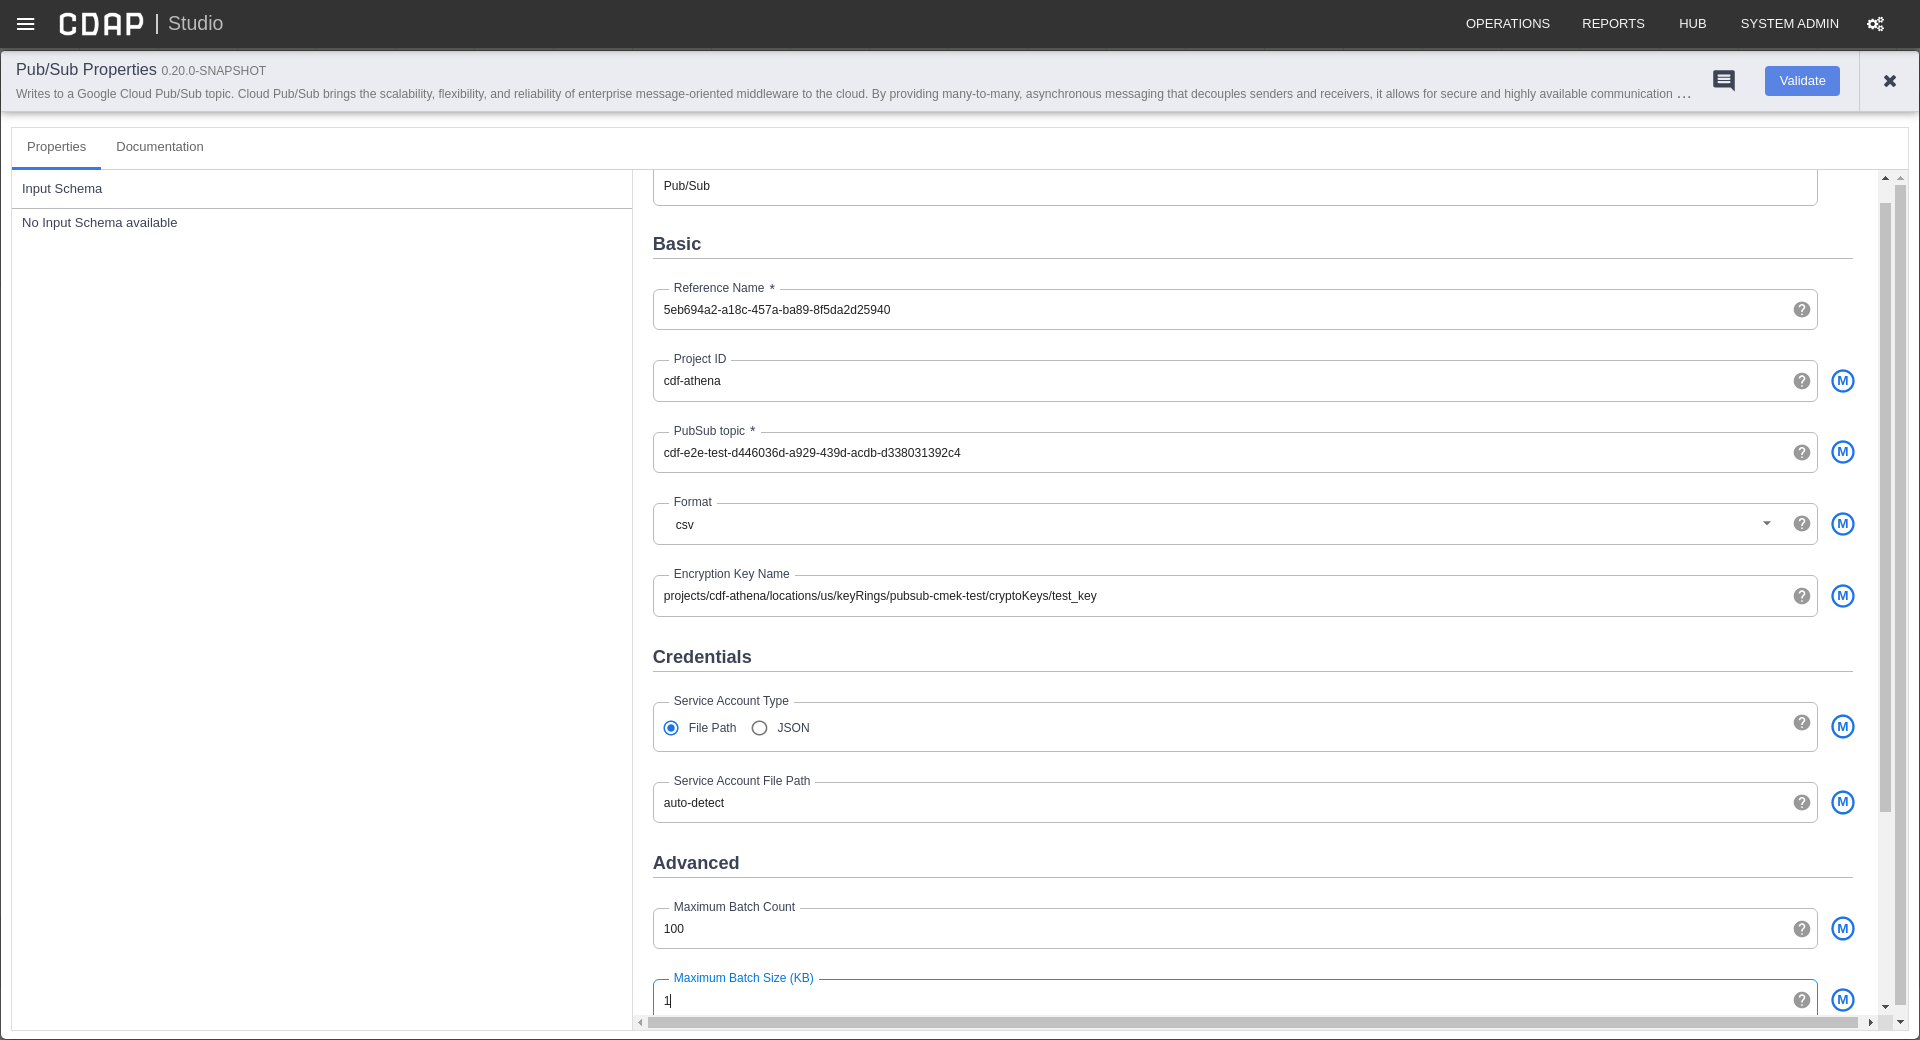 CDAP | Studio
OPERATIONS REPORTS HUB SYSTEM ADMIN
Pub/Sub Properties 0.20.0-SNAPSHOT
Writes to a Google Cloud Pub/Sub topic. Cloud Pub/Sub brings the scalability, flexibility, and reliability of enterprise message-oriented middleware to the cloud. By providing many-to-many, asynchronous messaging that decouples senders and receivers, it allows for secure and highly available communication ...
Validate
Properties Documentation
Input Schema
No Input Schema available
Pub/Sub
Basic
Reference Name *
5eb694a2-a18c-457a-ba89-8f5da2d25940
Project ID
cdf-athena
M
PubSub topic *
cdf-e2e-test-d446036d-a929-439d-acdb-d338031392c4
M
Format
csv
M
Encryption Key Name
projects/cdf-athena/locations/us/keyRings/pubsub-cmek-test/cryptoKeys/test_key
M
Credentials
Service Account Type
File Path JSON
M
Service Account File Path
auto-detect
M
Advanced
Maximum Batch Count
100
M
Maximum Batch Size (KB)
1
M